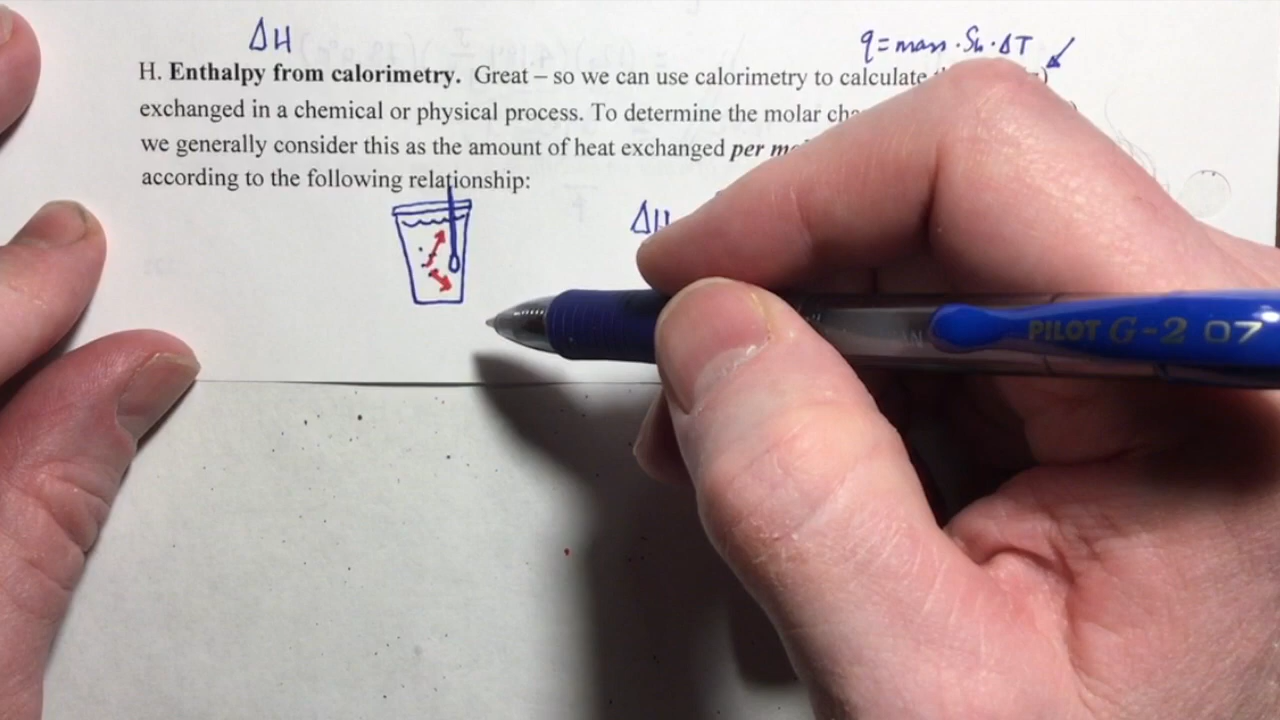 ΔH
q = mass · Sh · ΔT
H. Enthalpy from calorimetry. Great – so we can use calorimetry to calculate
exchanged in a chemical or physical process. To determine the molar
we generally consider this as the amount of heat exchanged per
according to the following relationship:
ΔH
PILOT G-2 07